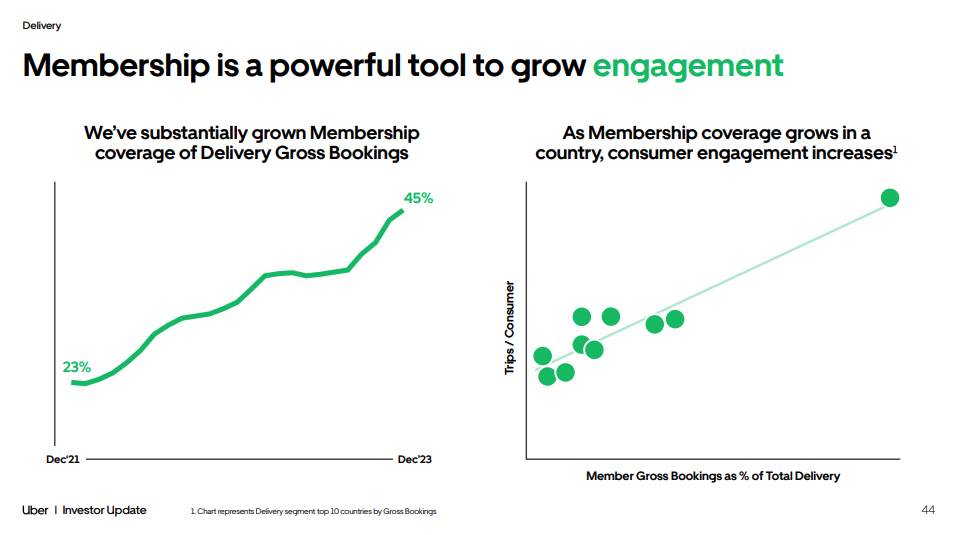 Delivery
Membership is a powerful tool to grow engagement
We’ve substantially grown Membership
coverage of Delivery Gross Bookings
45%
23%
Dec‘21
Dec’23
As Membership coverage grows in a
country, consumer engagement increases¹
Trips / Consumer
Member Gross Bookings as % of Total Delivery
Uber | Investor Update
1. Chart represents Delivery segment top 10 countries by Gross Bookings
44